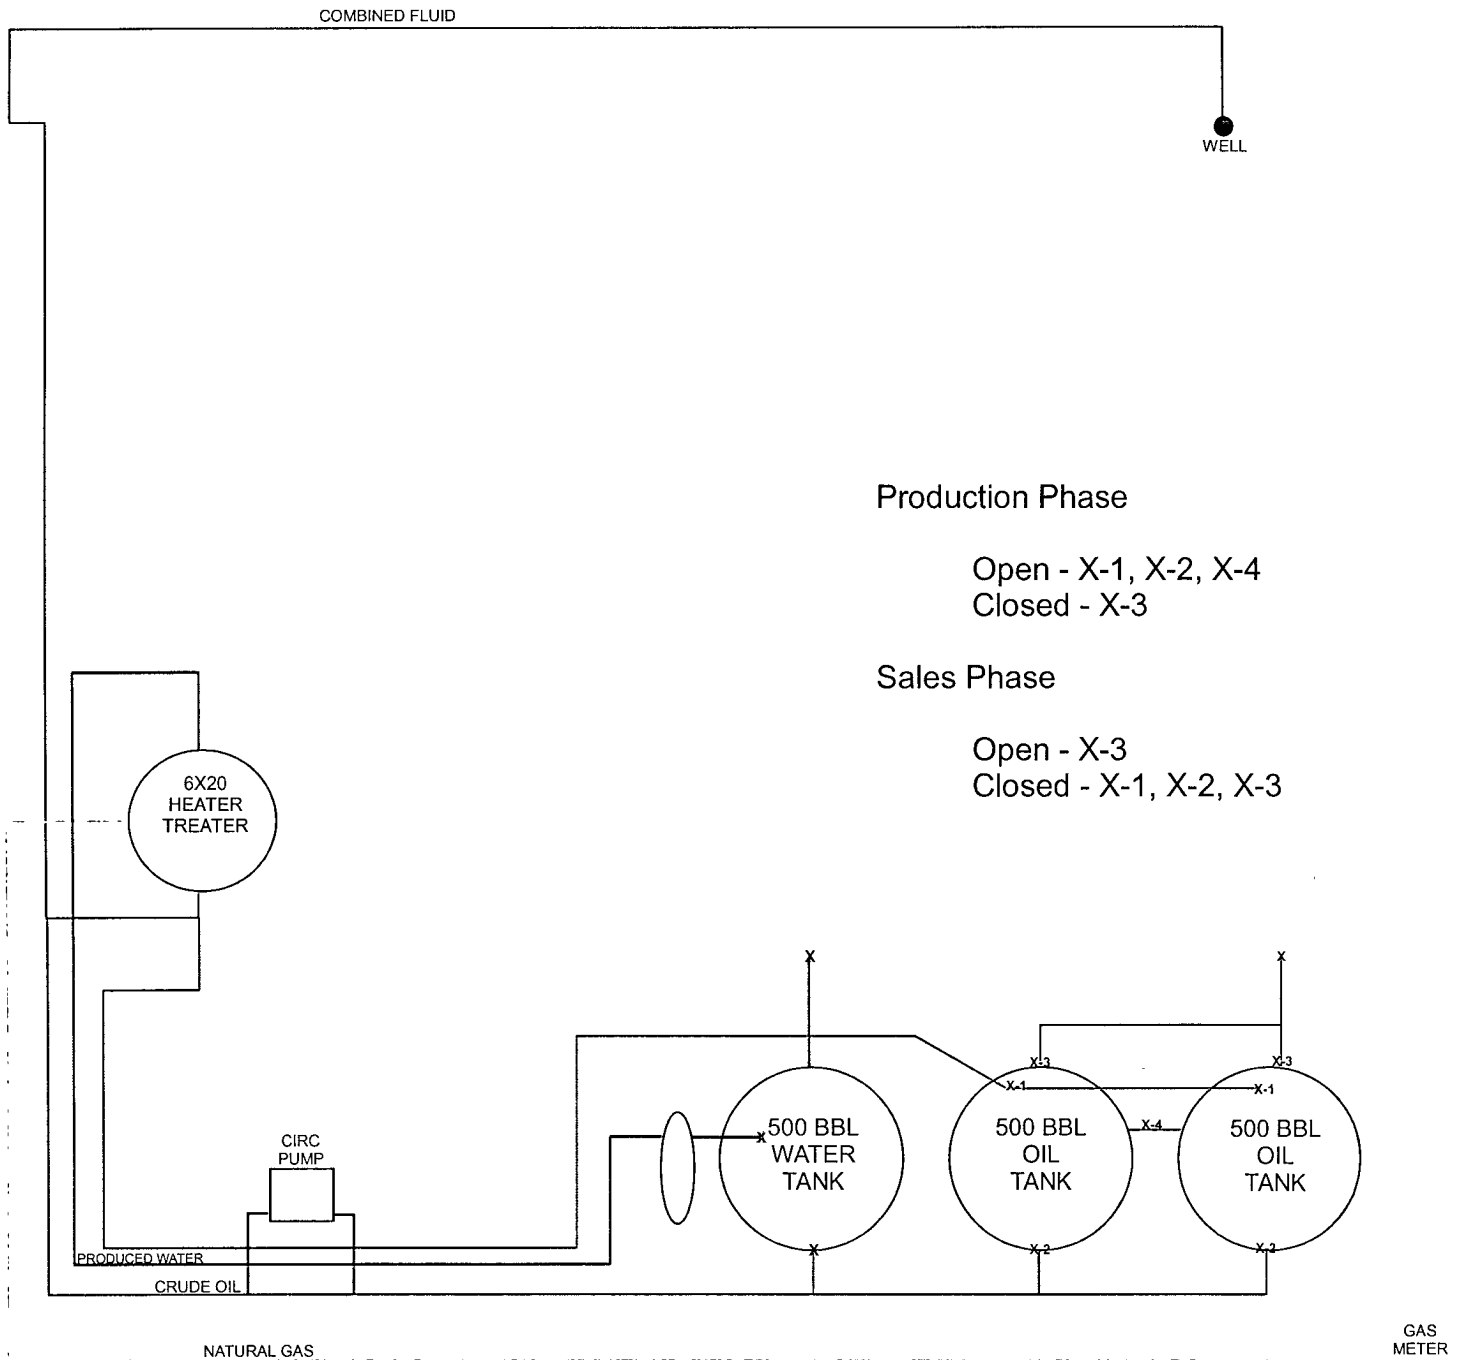 COMBINED FLUID
WELL
Production Phase
Open - X-1, X-2, X-4
Closed - X-3
Sales Phase
Open - X-3
Closed - X-1, X-2, X-3
6X20
HEATER
TREATER
X
X
X-3
X-3
X-1
X-1
X-4
X
500 BBL
WATER
TANK
500 BBL
OIL
TANK
500 BBL
OIL
TANK
CIRC
PUMP
X
X-2
X-2
PRODUCED WATER
CRUDE OIL
NATURAL GAS
GAS
METER